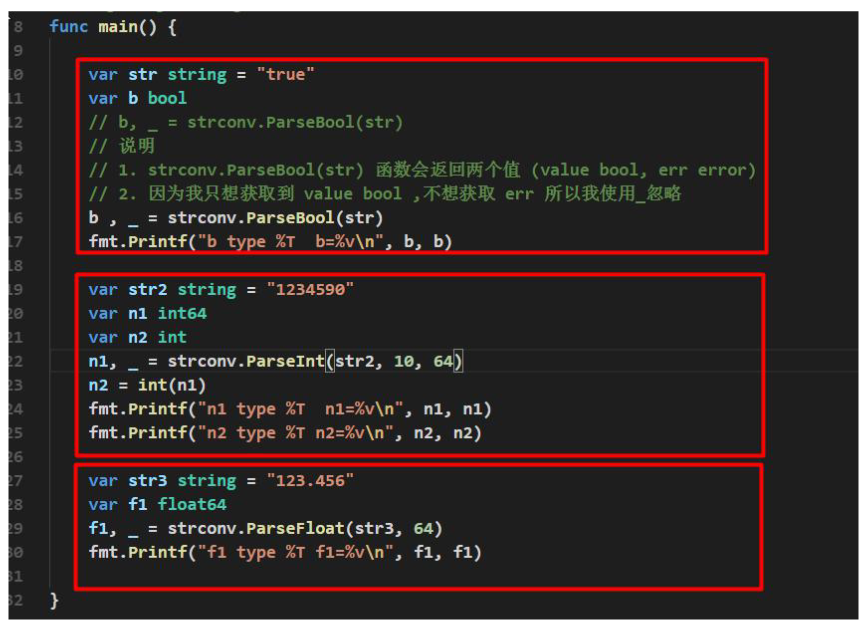 8 func main() {
9
10 var str string = "true"
11 var b bool
12 // b, _ = strconv.ParseBool(str)
13 // 说明
14 // 1. strconv.ParseBool(str) 函数会返回两个值 (value bool, err error)
15 // 2. 因为我只想获取到 value bool ,不想获取 err 所以我使用_忽略
16 b , _ = strconv.ParseBool(str)
17 fmt.Printf("b type %T  b=%v\n", b, b)
18
19 var str2 string = "1234590"
20 var n1 int64
21 var n2 int
22 n1, _ = strconv.ParseInt(str2, 10, 64)
23 n2 = int(n1)
24 fmt.Printf("n1 type %T  n1=%v\n", n1, n1)
25 fmt.Printf("n2 type %T n2=%v\n", n2, n2)
26
27 var str3 string = "123.456"
28 var f1 float64
29 f1, _ = strconv.ParseFloat(str3, 64)
30 fmt.Printf("f1 type %T f1=%v\n", f1, f1)
31
32 }